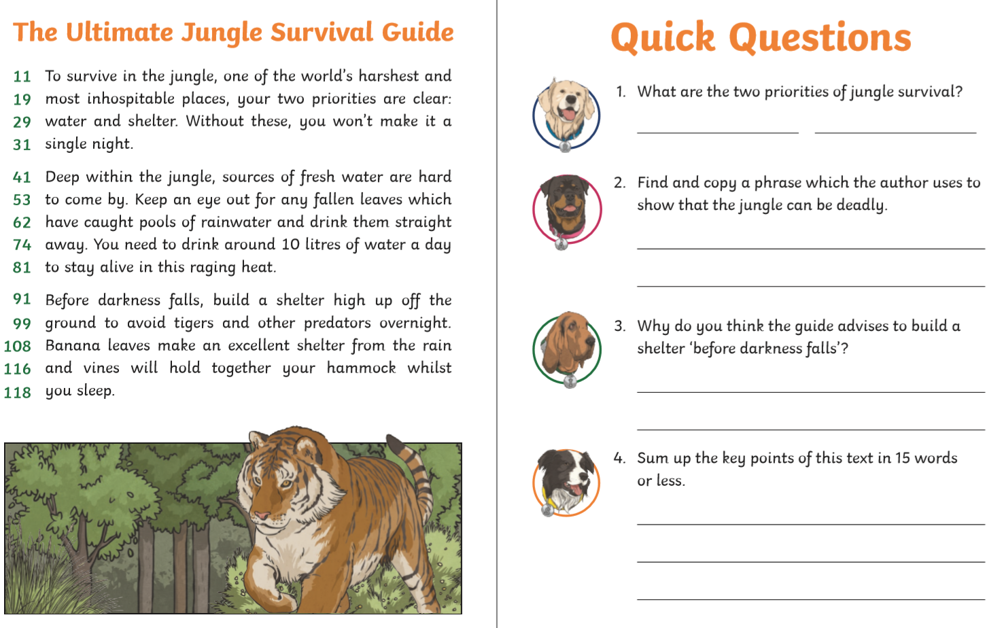 The Ultimate Jungle Survival Guide
11 To survive in the jungle, one of the world's harshest and
19 most inhospitable places, your two priorities are clear:
29 water and shelter. Without these, you won't make it a
31 single night.
41 Deep within the jungle, sources of fresh water are hard
53 to come by. Keep an eye out for any fallen leaves which
62 have caught pools of rainwater and drink them straight
74 away. You need to drink around 10 litres of water a day
81 to stay alive in this raging heat.
91 Before darkness falls, build a shelter high up off the
99 ground to avoid tigers and other predators overnight.
108 Banana leaves make an excellent shelter from the rain
116 and vines will hold together your hammock whilst
118 you sleep.
Quick Questions
1. What are the two priorities of jungle survival?
2. Find and copy a phrase which the author uses to
show that the jungle can be deadly.
3. Why do you think the guide advises to build a
shelter 'before darkness falls'?
4. Sum up the key points of this text in 15 words
or less.